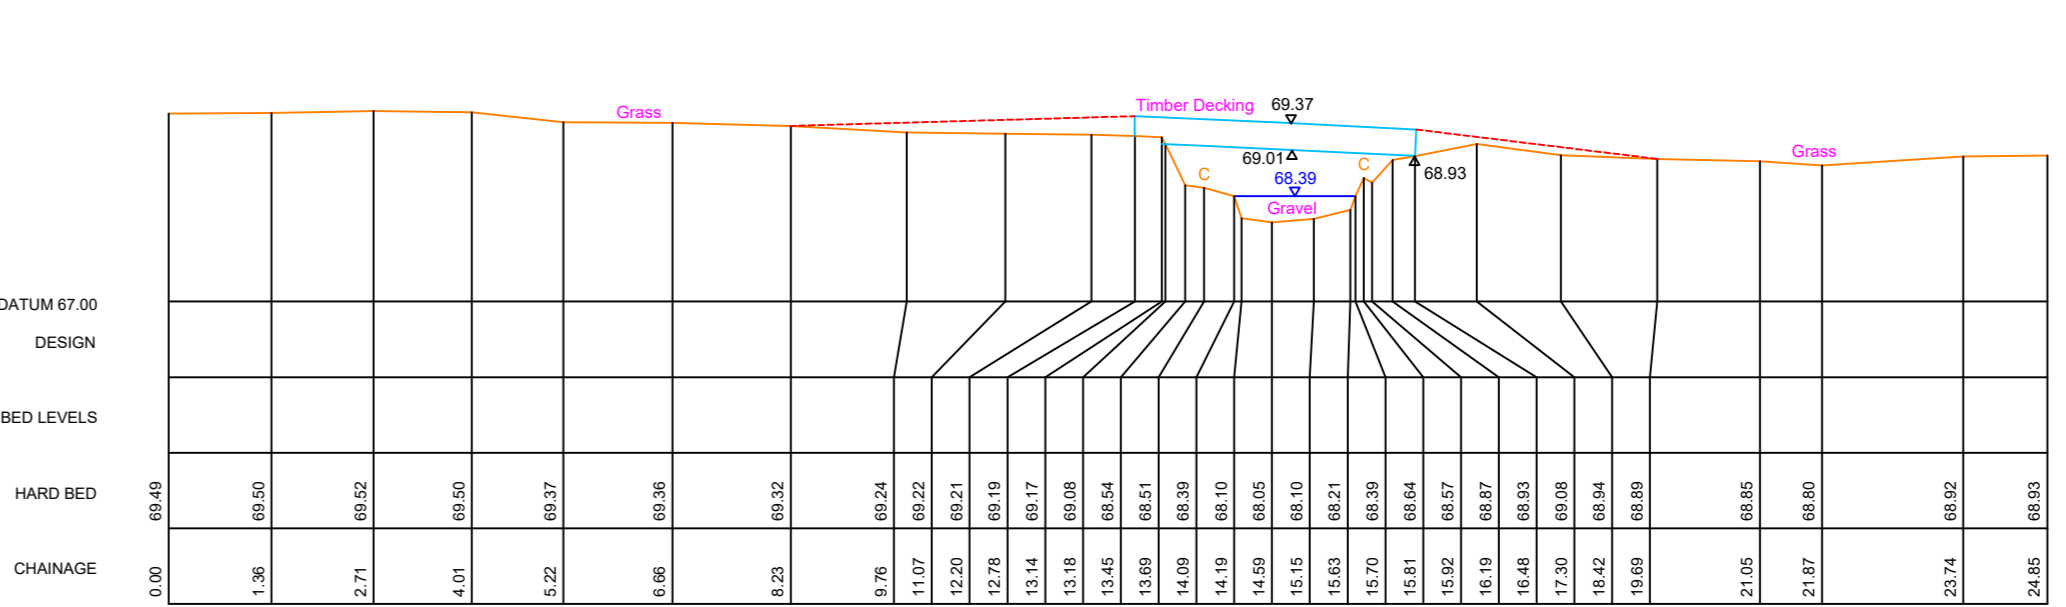 Timber Decking 69.37
Grass
69.01
Grass
C
C
68.93
68.39
Gravel
DATUM 67.00
DESIGN
BED LEVELS
HARD BED 69.49 69.50 69.52 69.50 69.37 69.36 69.32 69.24 69.22 69.21 69.19 69.17 69.08 68.54 68.51 68.39 68.10 68.05 68.10 68.21 68.39 68.64 68.57 68.87 68.93 69.08 68.94 68.89 68.85 68.80 68.92 68.93
CHAINAGE 0.00 1.36 2.71 4.01 5.22 6.66 8.23 9.76 11.07 12.20 12.78 13.14 13.18 13.45 13.69 14.09 14.19 14.59 15.15 15.63 15.70 15.81 15.92 16.19 16.48 17.30 18.42 19.69 21.05 21.87 23.74 24.85